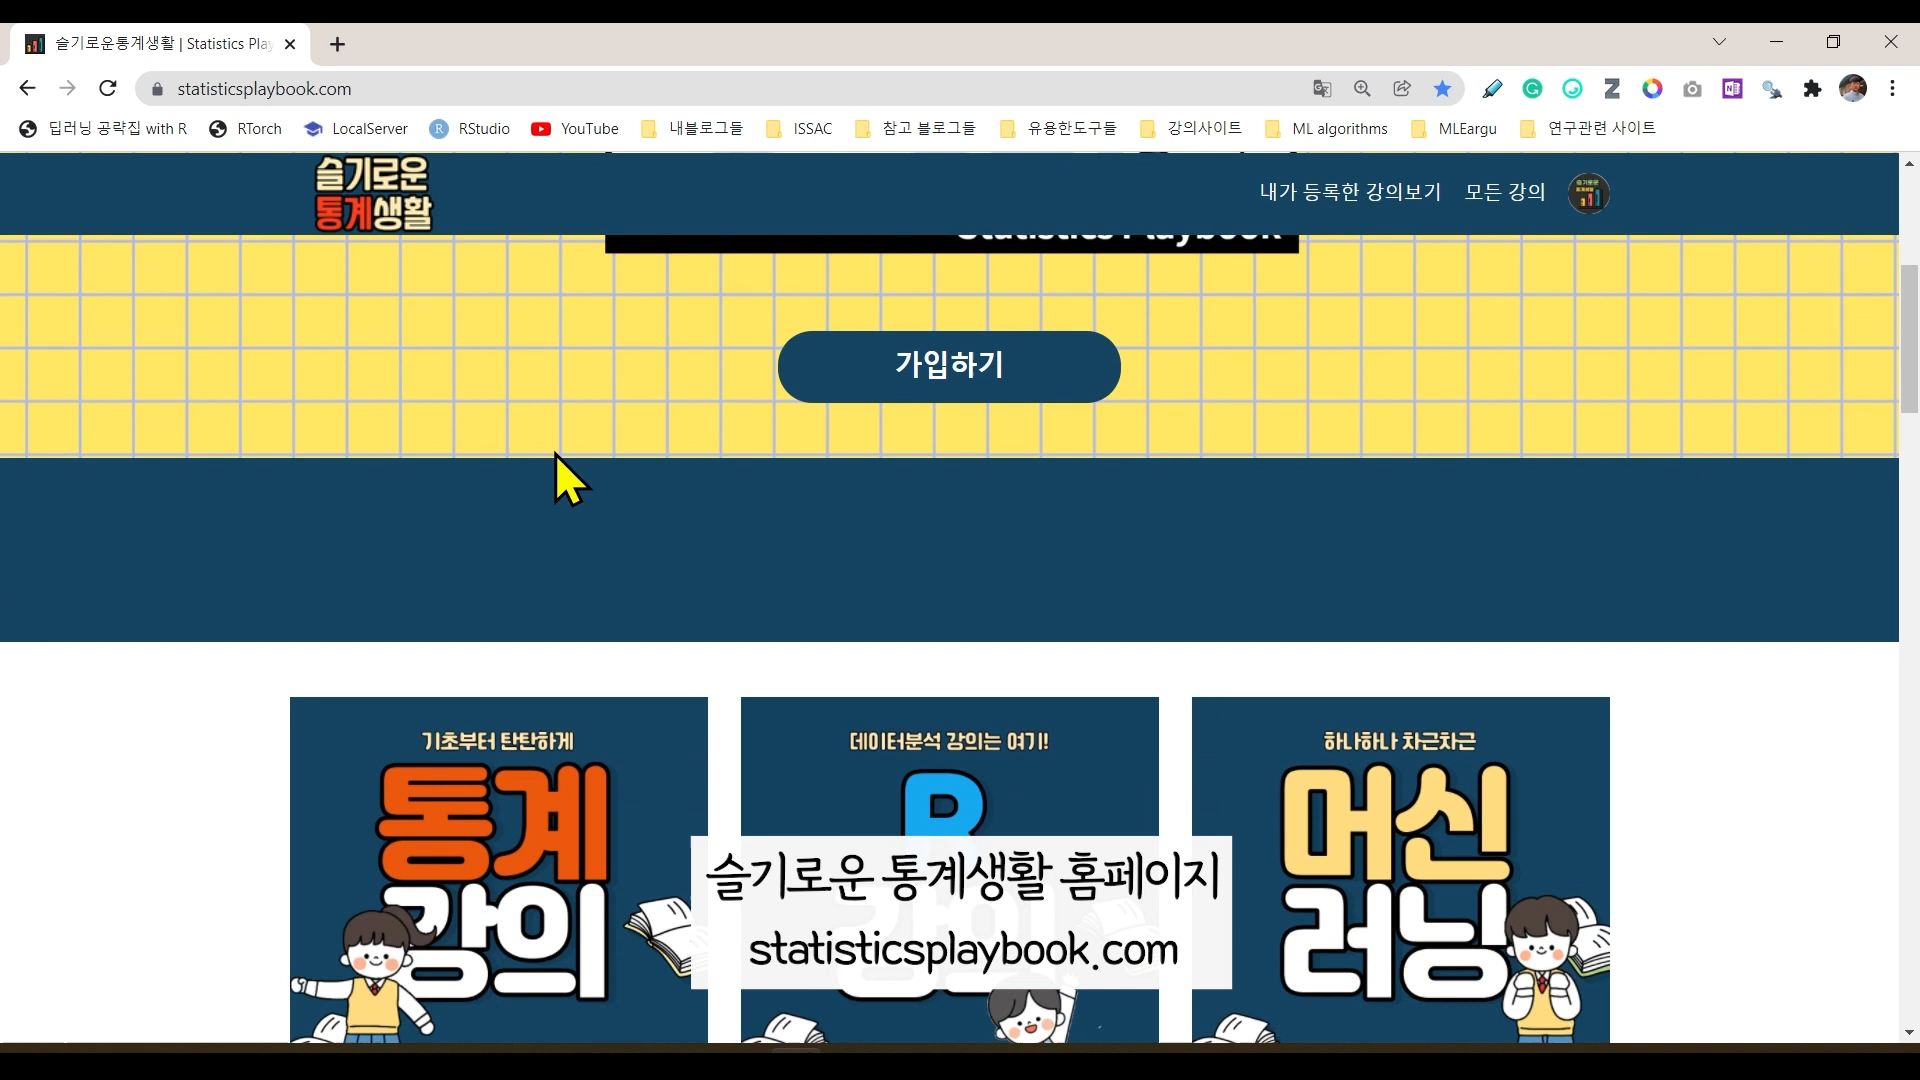 슬기로운통계생활 | Statistics Play
statisticsplaybook.com
딥러닝 공략집 with R RTorch LocalServer RStudio YouTube 내블로그들 ISSAC 참고 블로그들 유용한도구들 강의사이트 ML algorithms MLEargu 연구관련 사이트
슬기로운
통계생활
내가 등록한 강의보기 모든 강의
Statistics Playbook
가입하기
기초부터 탄탄하게
통계
강의
데이터분석 강의는 여기!
R
강의
하나하나 차근차근
머신
러닝
슬기로운 통계생활 홈페이지
statisticsplaybook.com